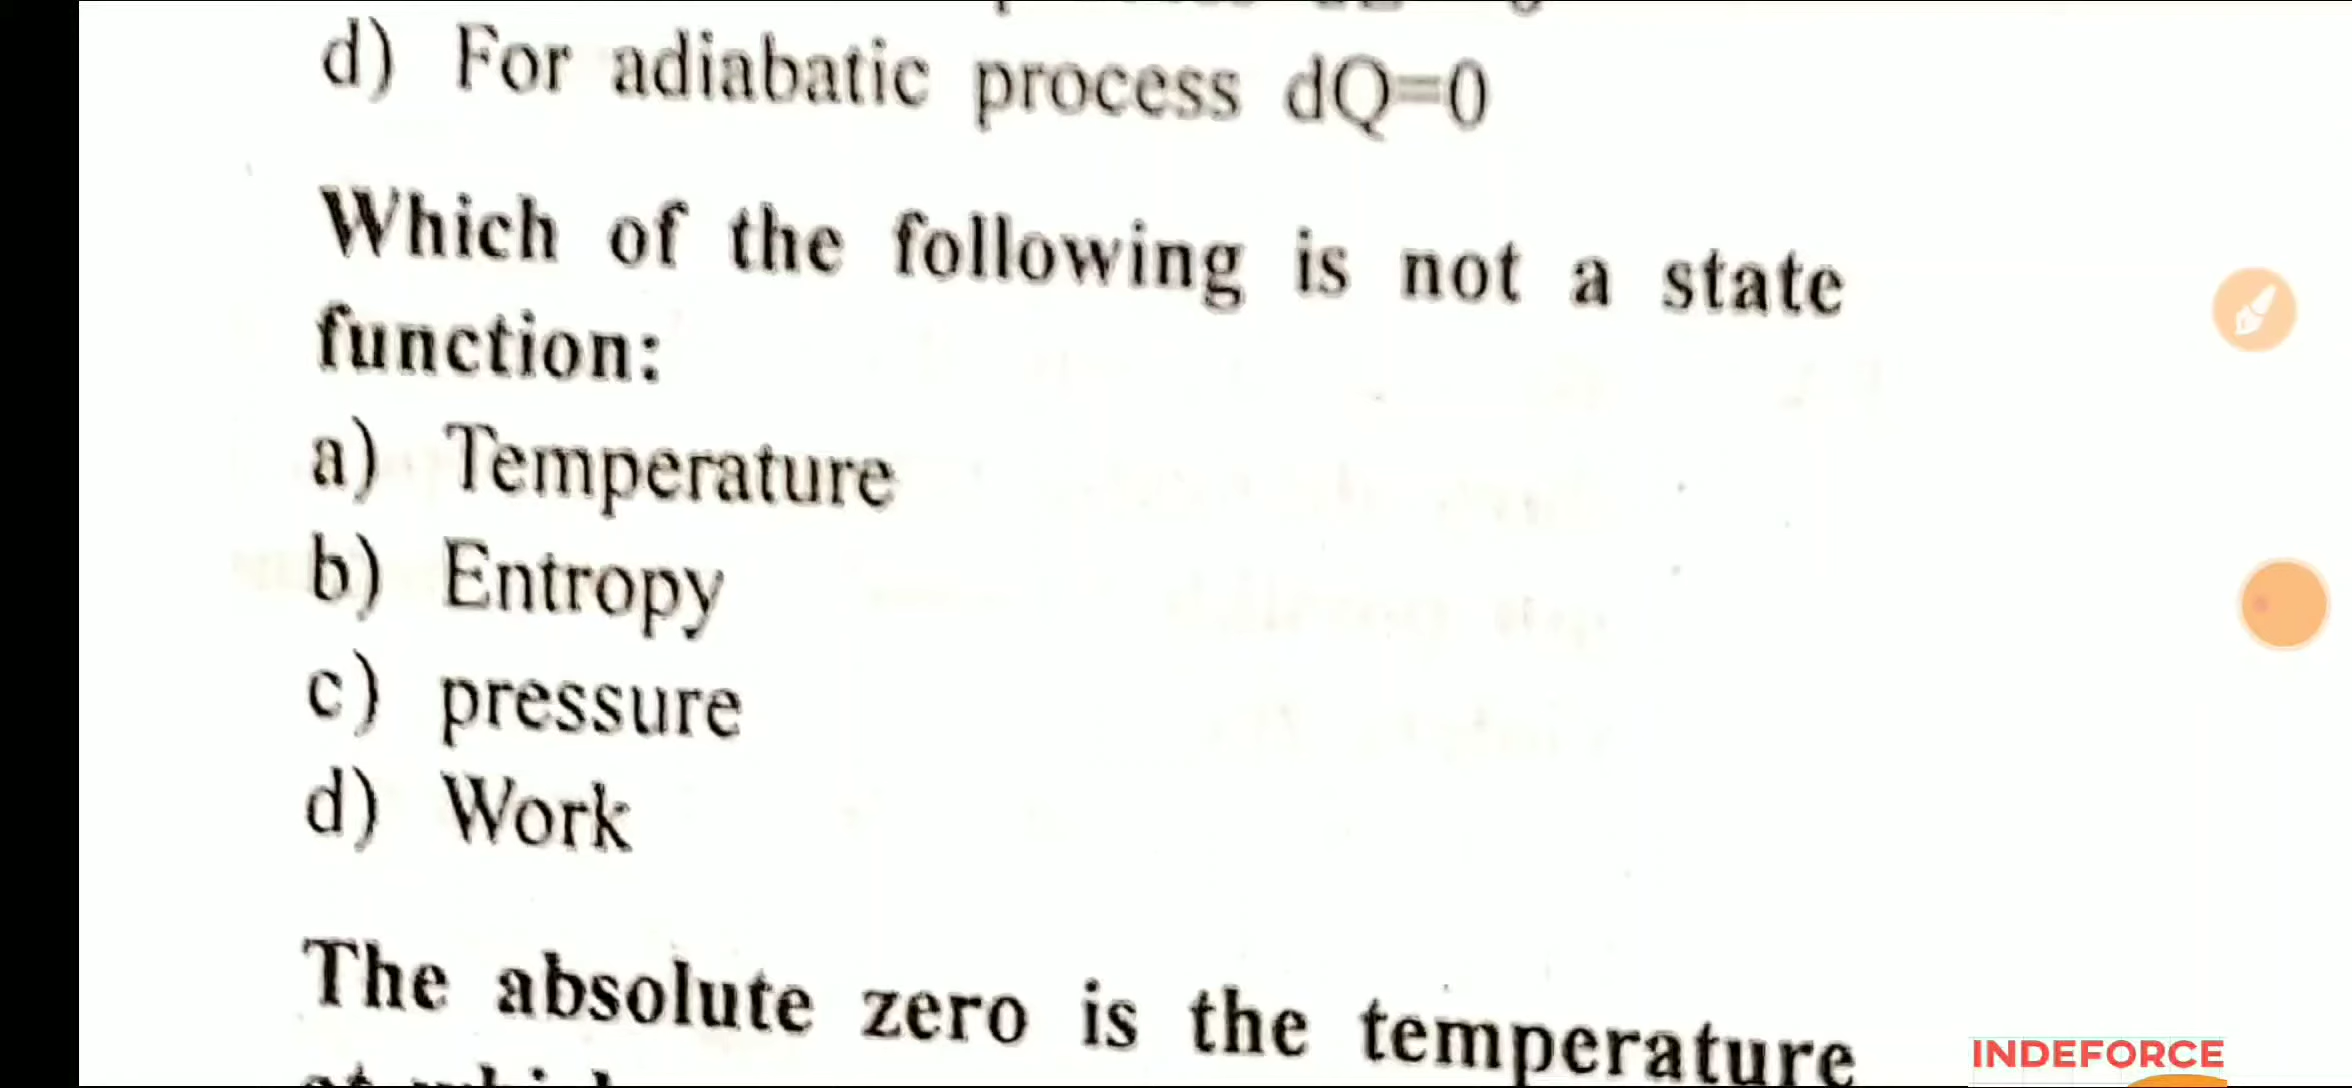 d) For adiabatic process dQ=0
Which of the following is not a state
function:
a) Temperature
b) Entropy
c) pressure
d) Work
The absolute zero is the temperature
INDEFORCE